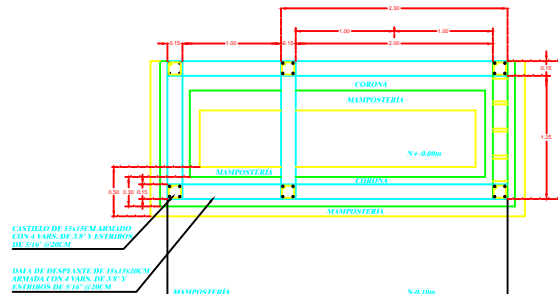 2.30
1.00
1.00
0.15
1.00
0.15
2.00
0.15
CORONA
MAMPOSTERÍA
1.25
N+-0.00m
MAMPOSTERÍA
CORONA
0.50
0.30
0.15
MAMPOSTERÍA
CASTILLO DE 15x15CM ARMADO
CON 4 VARS, DE 3/8" Y ESTRIBOS
DE 5/16" @20CM
DALA DE DESPLANTE DE 15x15x20CM
ARMADA CON 4 VARS, DE 3/8" Y
ESTRIBOS DE 5/16" @20CM
MAMPOSTERÍA
N-0.10m